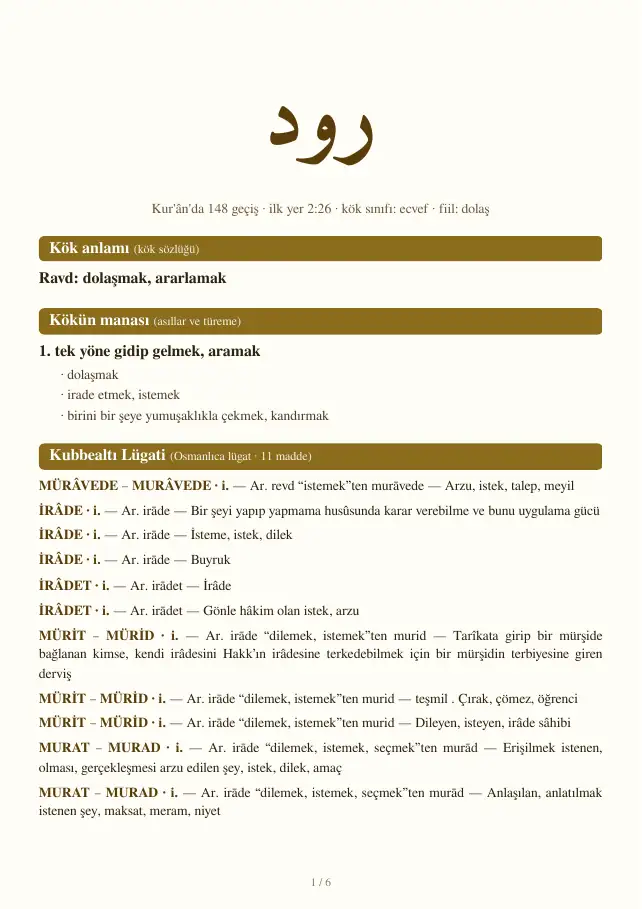 رود
Kur'ân'da 148 geçiş · ilk yer 2:26 · kök sınıfı: ecvef · fiil: dolaş
Kök anlamı (kök sözlüğü)
Ravd: dolaşmak, ararlamak
Kökün manası (asıllar ve türeme)
1. tek yöne gidip gelmek, aramak
· dolaşmak
· irade etmek, istemek
· birini bir şeye yumuşaklıkla çekmek, kandırmak
Kubbealtı Lügati (Osmanlıca lügat · 11 madde)
MÜRÂVEDE – MURÂVEDE · i. — Ar. revd “istemek”ten murāvede — Arzu, istek, talep, meyil
İRÂDE · i. — Ar. irāde — Bir şeyi yapıp yapmama husûsunda karar verebilme ve bunu uygulama gücü
İRÂDE · i. — Ar. irāde — İsteme, istek, dilek
İRÂDE · i. — Ar. irāde — Buyruk
İRÂDET · i. — Ar. irādet — İrâde
İRÂDET · i. — Ar. irādet — Gönle hâkim olan istek, arzu
MÜRİT – MÜRİD · i. — Ar. irāde “dilemek, istemek”ten murid — Tarîkata girip bir mürşide
bağlanan kimse, kendi irâdesini Hakk’ın irâdesine terkedebilmek için bir mürşidin terbiyesine giren
derviş
MÜRİT – MÜRİD · i. — Ar. irāde “dilemek, istemek”ten murid — teşmil . Çırak, çömez, öğrenci
MÜRİT – MÜRİD · i. — Ar. irāde “dilemek, istemek”ten murid — Dileyen, isteyen, irâde sâhibi
MURAT – MURAD · i. — Ar. irāde “dilemek, istemek, seçmek”ten murād — Erişilmek istenen,
olması, gerçekleşmesi arzu edilen şey, istek, dilek, amaç
MURAT – MURAD · i. — Ar. irāde “dilemek, istemek, seçmek”ten murād — Anlaşılan, anlatılmak
istenen şey, maksat, meram, niyet
1 / 6